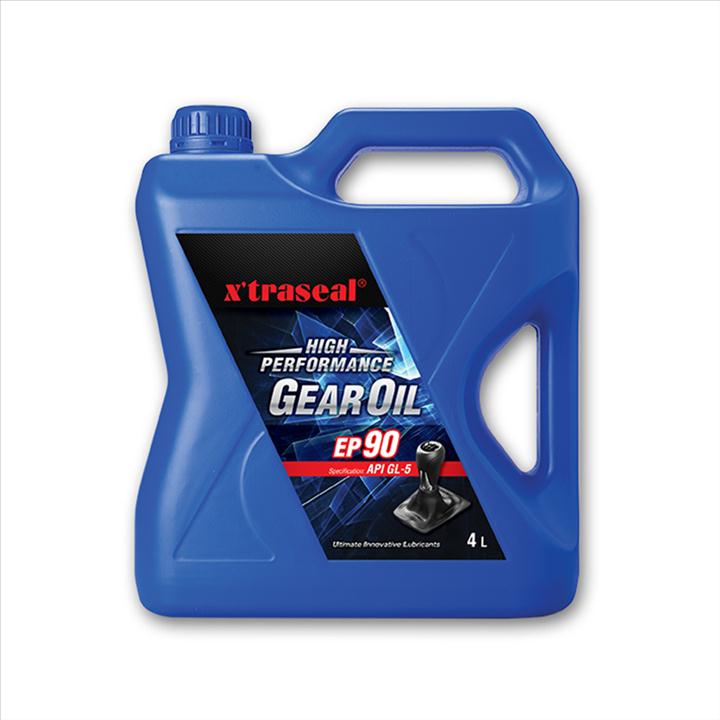 x'traseal®
HIGH
PERFORMANCE
GEAR OIL
EP 90
Specification: API GL-5
Ultimate Innovative Lubricants
4 L